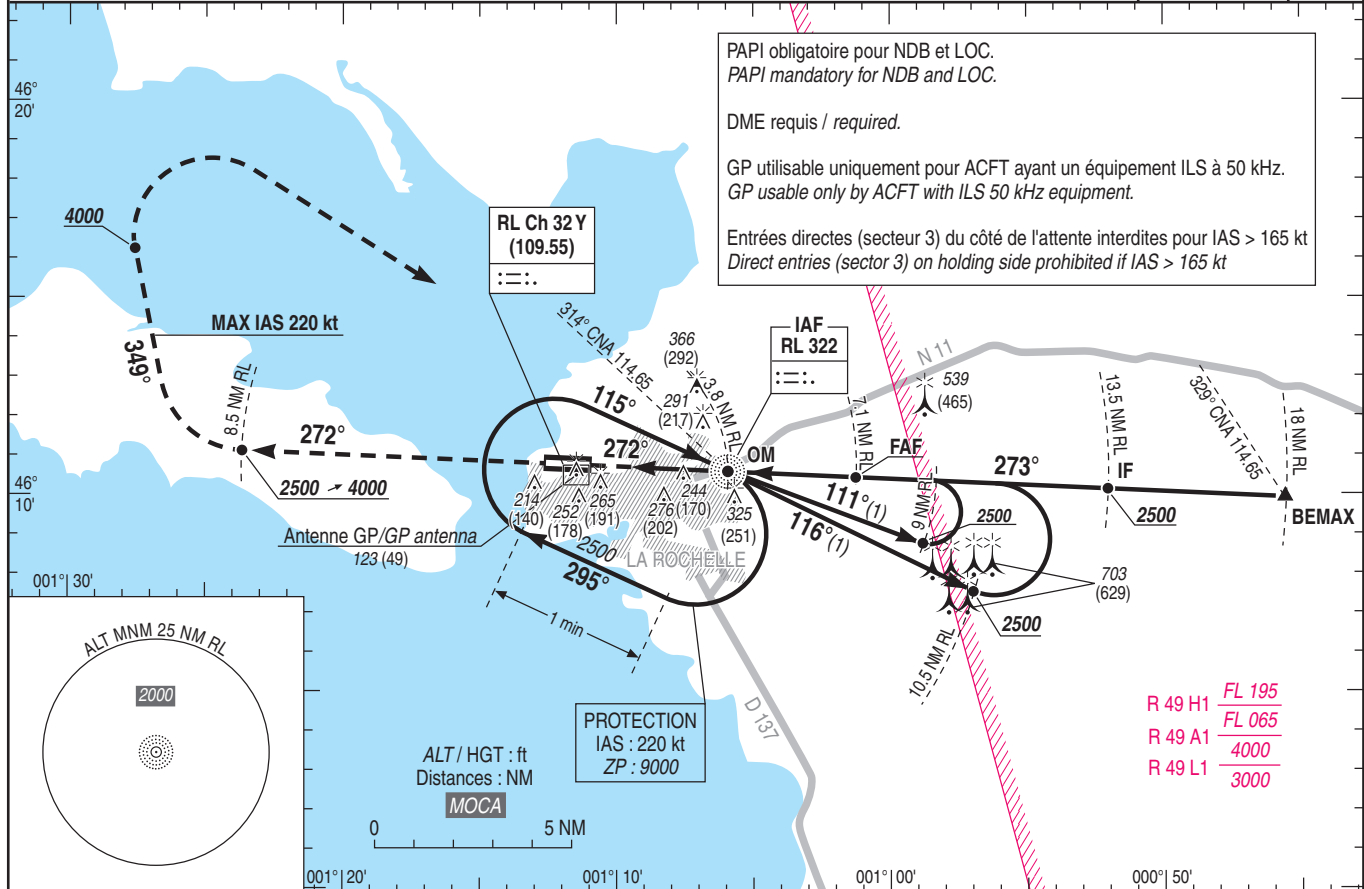 PAPI obligatoire pour NDB et LOC.
PAPI mandatory for NDB and LOC.
DME requis / required.
GP utilisable uniquement pour ACFT ayant un équipement ILS à 50 kHz.
GP usable only by ACFT with ILS 50 kHz equipment.
Entrées directes (secteur 3) du côté de l'attente interdites pour IAS > 165 kt
Direct entries (sector 3) on holding side prohibited if IAS > 165 kt
46°
20'
4000
RL Ch 32 Y
(109.55)
MAX IAS 220 kt
349°
8.5 NM RL
272°
2500 ➚ 4000
314° CNA 114.65
366
(292)
291
(217)
3.8 NM RL
IAF
RL 322
N 11
539
(465)
115°
272°
OM
7.1 NM RL
FAF
273°
13.5 NM RL
IF
2500
329° CNA 114.65
18 NM RL
BEMAX
46°
10'
214
(140)
252
(178)
265
(191)
276
(202)
244
(170)
325
(251)
111°(1)
116°(1)
9 NM RL
2500
Antenne GP/GP antenna
123 (49)
2500
295°
LA ROCHELLE
1 min
703
(629)
2500
10.5 NM RL
001° 30'
ALT MNM 25 NM RL
2000
PROTECTION
IAS : 220 kt
ZP : 9000
D 137
ALT / HGT : ft
Distances : NM
MOCA
0
5 NM
R 49 H1
FL 195
FL 065
R 49 A1
4000
R 49 L1
3000
001° 20'
001° 10'
001° 00'
000° 50'